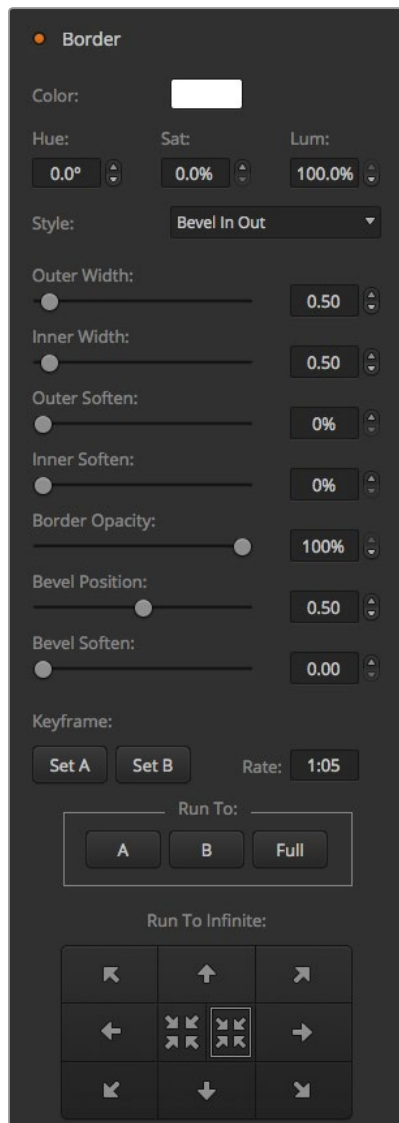 Border
Color:
Hue: Sat: Lum:
0.0° 0.0% 100.0%
Style: Bevel In Out
Outer Width:
0.50
Inner Width:
0.50
Outer Soften:
0%
Inner Soften:
0%
Border Opacity:
100%
Bevel Position:
0.50
Bevel Soften:
0.00
Keyframe:
Set A Set B Rate: 1:05
Run To:
A B Full
Run To Infinite: